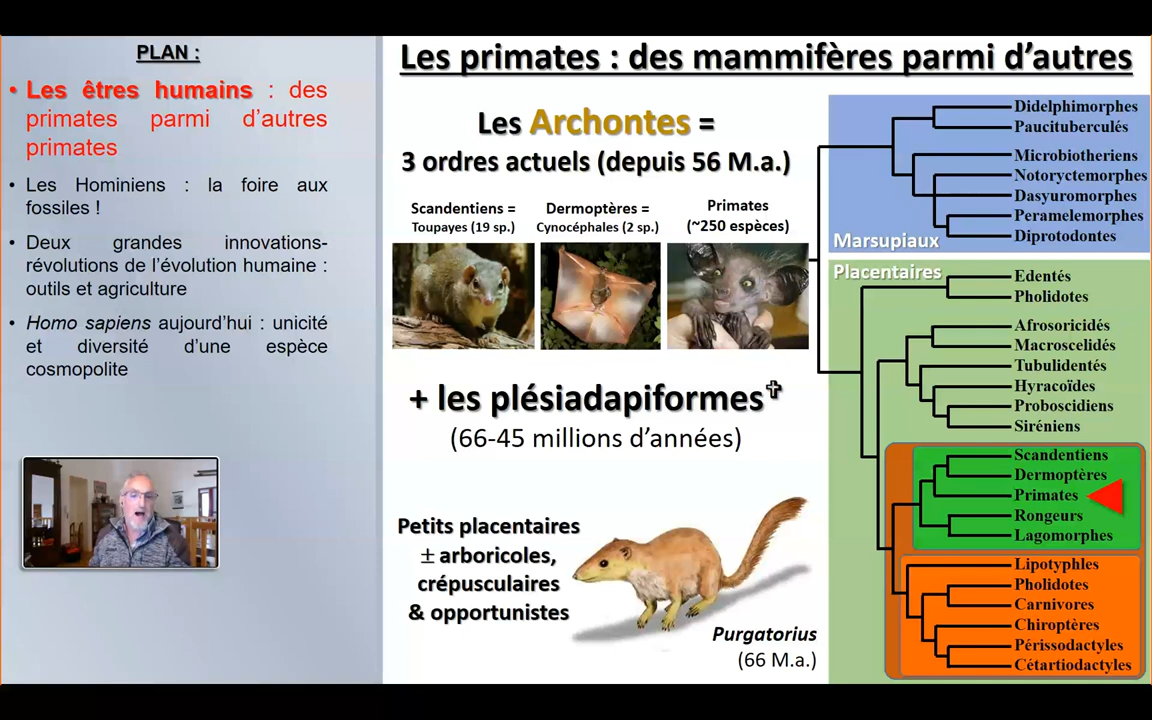 PLAN :
• Les êtres humains : des
primates parmi d’autres
primates
• Les Hominiens : la foire aux
fossiles !
• Deux grandes innovations-
révolutions de l’évolution humaine :
outils et agriculture
• Homo sapiens aujourd’hui : unicité
et diversité d’une espèce
cosmopolite
Les primates : des mammifères parmi d’autres
Les Archontes =
3 ordres actuels (depuis 56 M.a.)
Scandentiens =
Toupayes (19 sp.)
Dermoptères =
Cynocéphales (2 sp.)
Primates
(~250 espèces)
+ les plésiadapiformes✞
(66-45 millions d’années)
Petits placentaires
± arboricoles,
crépusculaires
& opportunistes
Purgatorius
(66 M.a.)
Didelphimorphes
Paucituberculés
Microbiotheriens
Notoryctemorphes
Dasyuromorphes
Peramelemorphes
Diprotodontes
Marsupiaux
Placentaires
Edentés
Pholidotes
Afrosoricidés
Macroscelidés
Tubulidentés
Hyracoïdes
Proboscidiens
Siréniens
Scandentiens
Dermoptères
Primates
Rongeurs
Lagomorphes
Lipotyphles
Pholidotes
Carnivores
Chiroptères
Périssodactyles
Cétartiodactyles